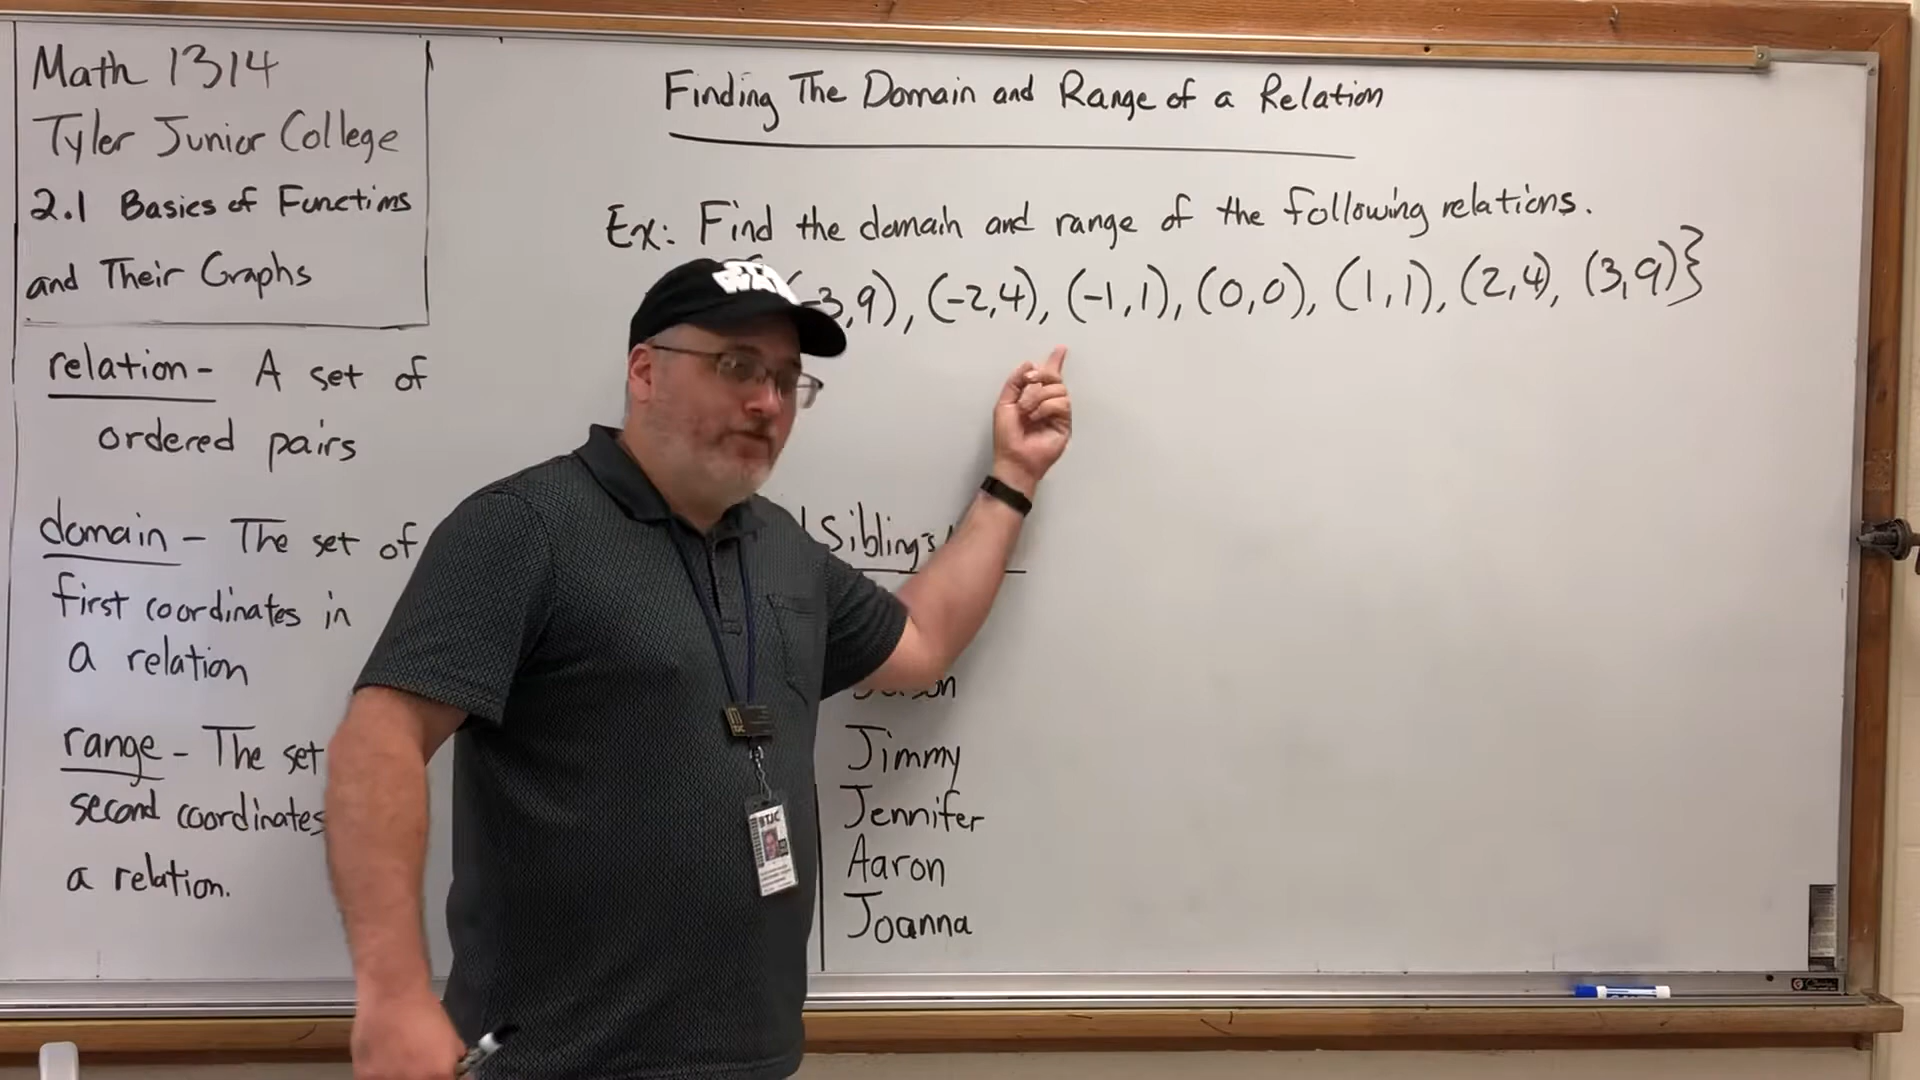 Math 1314
Tyler Junior College
2.1 Basics of Functions
and Their Graphs
relation - A set of
ordered pairs
domain - The set of
first coordinates in
a relation
range - The set
second coordinates
a relation.
Finding The Domain and Range of a Relation
Ex: Find the domain and range of the following relations.
-3,9), (-2,4), (-1,1), (0,0), (1,1), (2,4), (3,9)}
Siblings
Jimmy
Jennifer
Aaron
Joanna
TJC